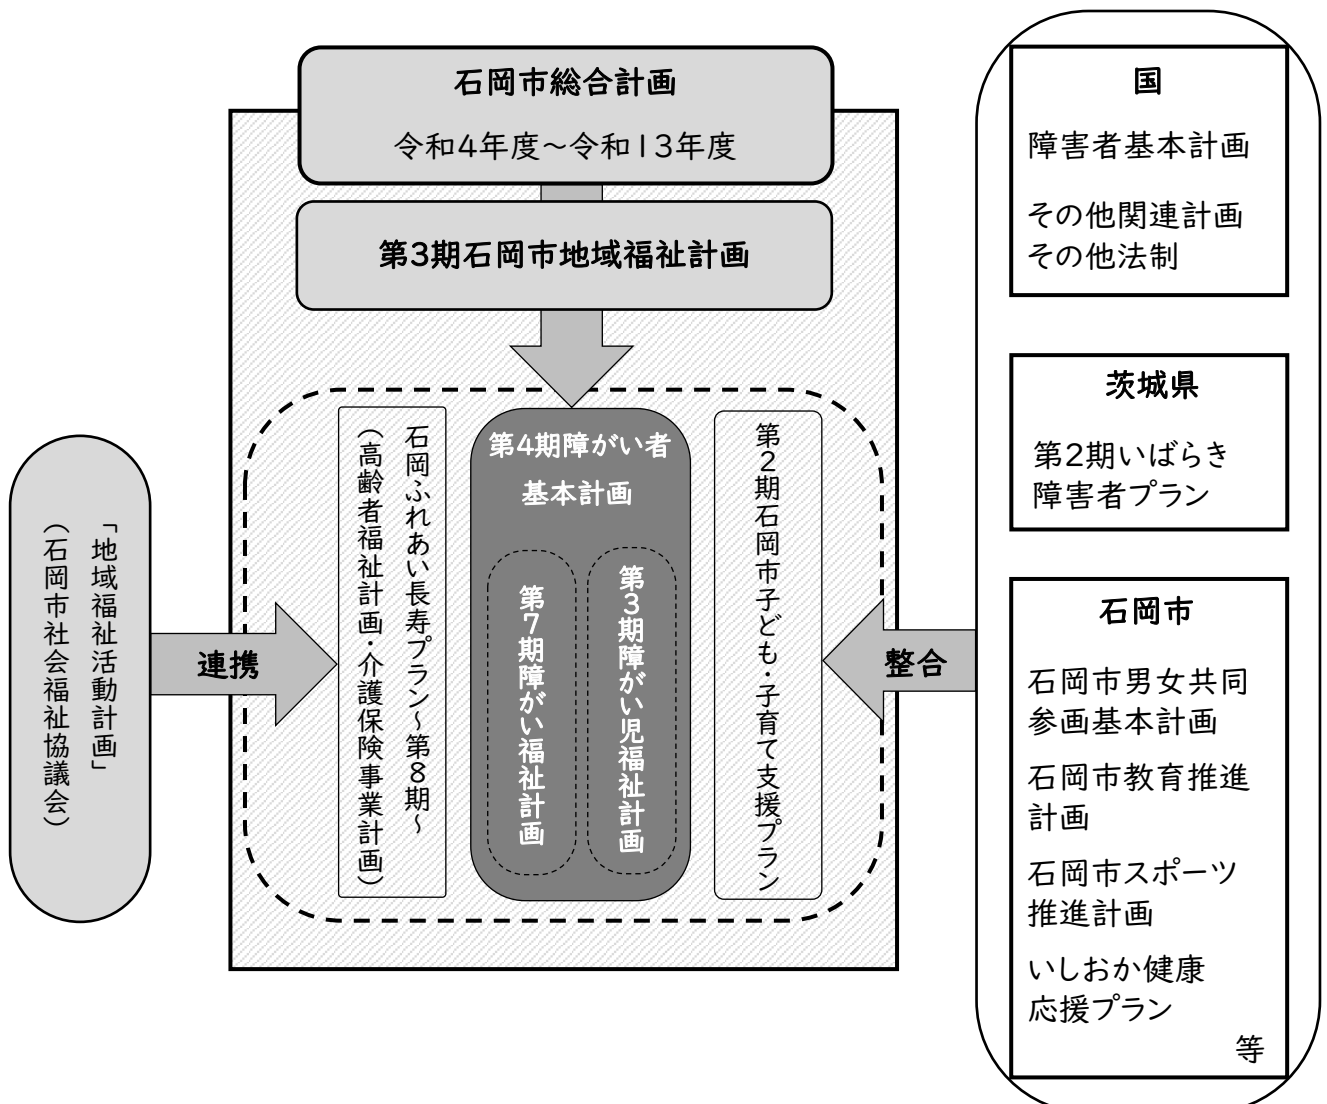 石岡市総合計画
令和4年度～令和13年度
第3期石岡市地域福祉計画
「地域福祉活動計画」
（石岡市社会福祉協議会）
連携
石岡ふれあい長寿プラン～第8期～
（高齢者福祉計画・介護保険事業計画）
第4期障がい者
基本計画
第3期障がい児福祉計画
第7期障がい福祉計画
第2期石岡市子ども・子育て支援プラン
整合
国
障害者基本計画
その他関連計画
その他法制
茨城県
第2期いばらき
障害者プラン
石岡市
石岡市男女共同
参画基本計画
石岡市教育推進
計画
石岡市スポーツ
推進計画
いしおか健康
応援プラン
等